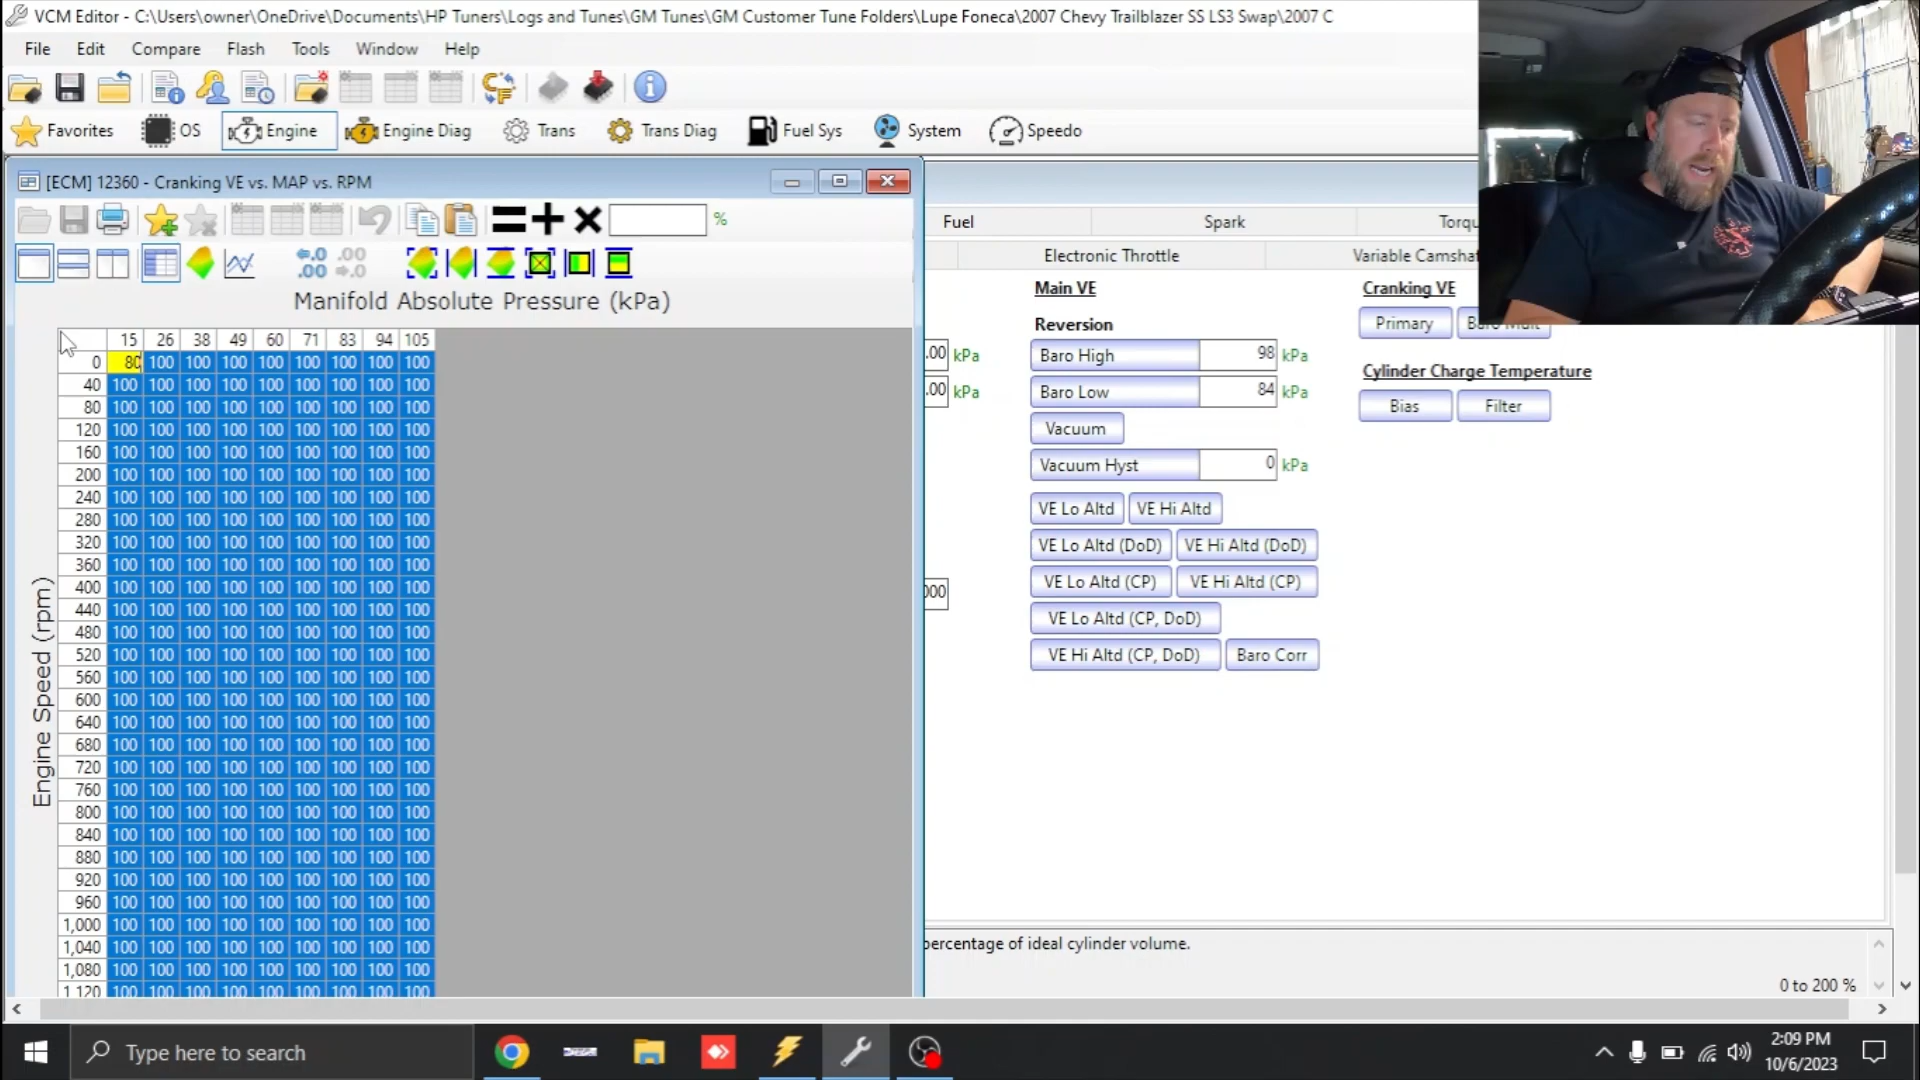 VCM Editor - C:\Users\owner\OneDrive\Documents\HP Tuners\Logs and Tunes\GM Tunes\GM Customer Tune Folders\Lupe Foneca\2007 Chevy Trailblazer SS LS3 Swap\2007 C
File Edit Compare Flash Tools Window Help
Favorites OS Engine Engine Diag Trans Trans Diag Fuel Sys System Speedo
[ECM] 12360 - Cranking VE vs. MAP vs. RPM
%
Manifold Absolute Pressure (kPa)
Engine Speed (rpm)
15 26 38 49 60 71 83 94 105
0 80 100 100 100 100 100 100 100 100
40 100 100 100 100 100 100 100 100 100
80 100 100 100 100 100 100 100 100 100
120 100 100 100 100 100 100 100 100 100
160 100 100 100 100 100 100 100 100 100
200 100 100 100 100 100 100 100 100 100
240 100 100 100 100 100 100 100 100 100
280 100 100 100 100 100 100 100 100 100
320 100 100 100 100 100 100 100 100 100
360 100 100 100 100 100 100 100 100 100
400 100 100 100 100 100 100 100 100 100
440 100 100 100 100 100 100 100 100 100
480 100 100 100 100 100 100 100 100 100
520 100 100 100 100 100 100 100 100 100
560 100 100 100 100 100 100 100 100 100
600 100 100 100 100 100 100 100 100 100
640 100 100 100 100 100 100 100 100 100
680 100 100 100 100 100 100 100 100 100
720 100 100 100 100 100 100 100 100 100
760 100 100 100 100 100 100 100 100 100
800 100 100 100 100 100 100 100 100 100
840 100 100 100 100 100 100 100 100 100
880 100 100 100 100 100 100 100 100 100
920 100 100 100 100 100 100 100 100 100
960 100 100 100 100 100 100 100 100 100
1,000 100 100 100 100 100 100 100 100 100
1,040 100 100 100 100 100 100 100 100 100
1,080 100 100 100 100 100 100 100 100 100
1,120 100 100 100 100 100 100 100 100 100
Fuel Spark Torqu
Electronic Throttle Variable Camsha
.00 kPa
.00 kPa
000
Main VE
Reversion
Baro High 98 kPa
Baro Low 84 kPa
Vacuum
Vacuum Hyst 0 kPa
VE Lo Altd VE Hi Altd
VE Lo Altd (DoD) VE Hi Altd (DoD)
VE Lo Altd (CP) VE Hi Altd (CP)
VE Lo Altd (CP, DoD)
VE Hi Altd (CP, DoD) Baro Corr
Cranking VE
Primary Baro Mult
Cylinder Charge Temperature
Bias Filter
percentage of ideal cylinder volume.
0 to 200 %
Type here to search
2:09 PM
10/6/2023